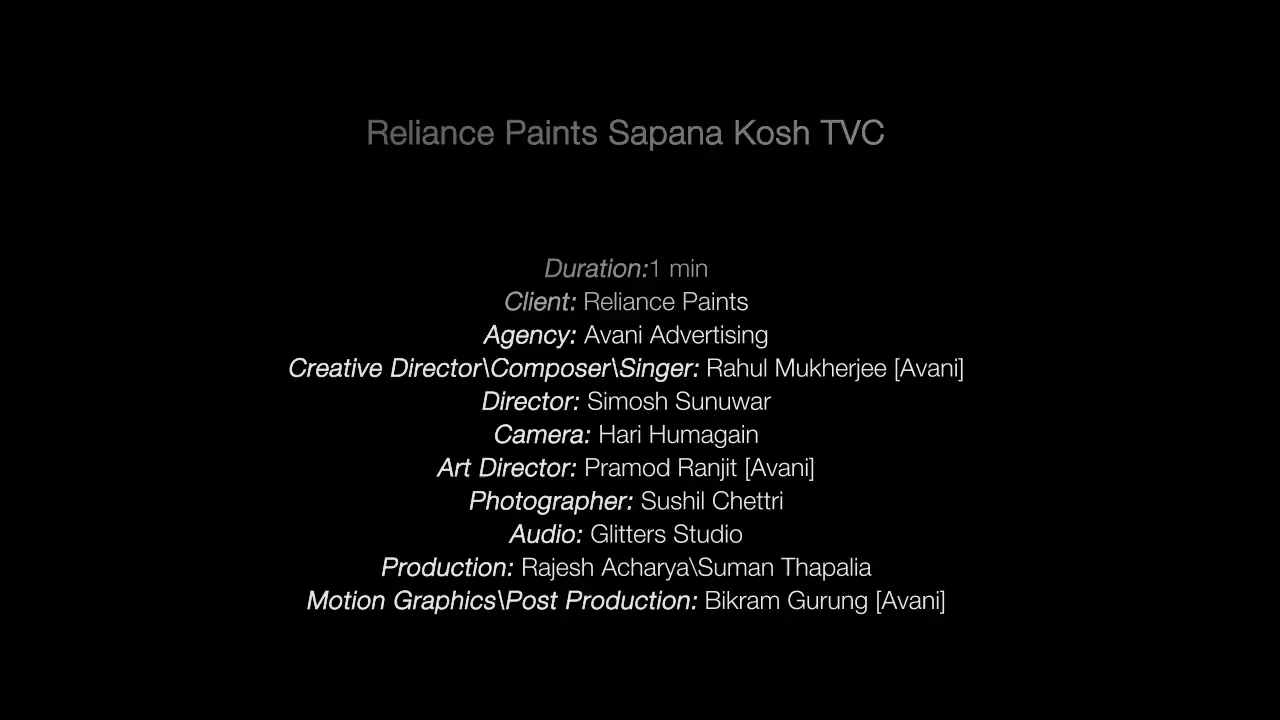 Reliance Paints Sapana Kosh TVC
Duration:1 min
Client: Reliance Paints
Agency: Avani Advertising
Creative Director\Composer\Singer: Rahul Mukherjee [Avani]
Director: Simosh Sunuwar
Camera: Hari Humagain
Art Director: Pramod Ranjit [Avani]
Photographer: Sushil Chettri
Audio: Glitters Studio
Production: Rajesh Acharya\Suman Thapalia
Motion Graphics\Post Production: Bikram Gurung [Avani]